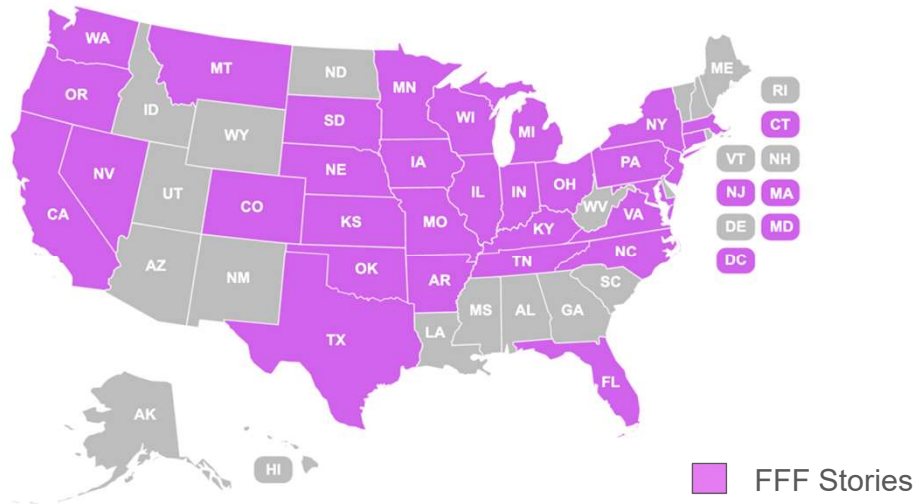 WA
MT
ND
MN
ME
RI
OR
ID
SD
WI
MI
NY
CT
WY
NE
IA
PA
VT
NH
NV
UT
CO
IL
IN
OH
NJ
MA
CA
KS
MO
WV
VA
DE
MD
KY
DC
AZ
NM
OK
AR
TN
NC
SC
MS
AL
GA
LA
TX
FL
AK
HI
FFF Stories